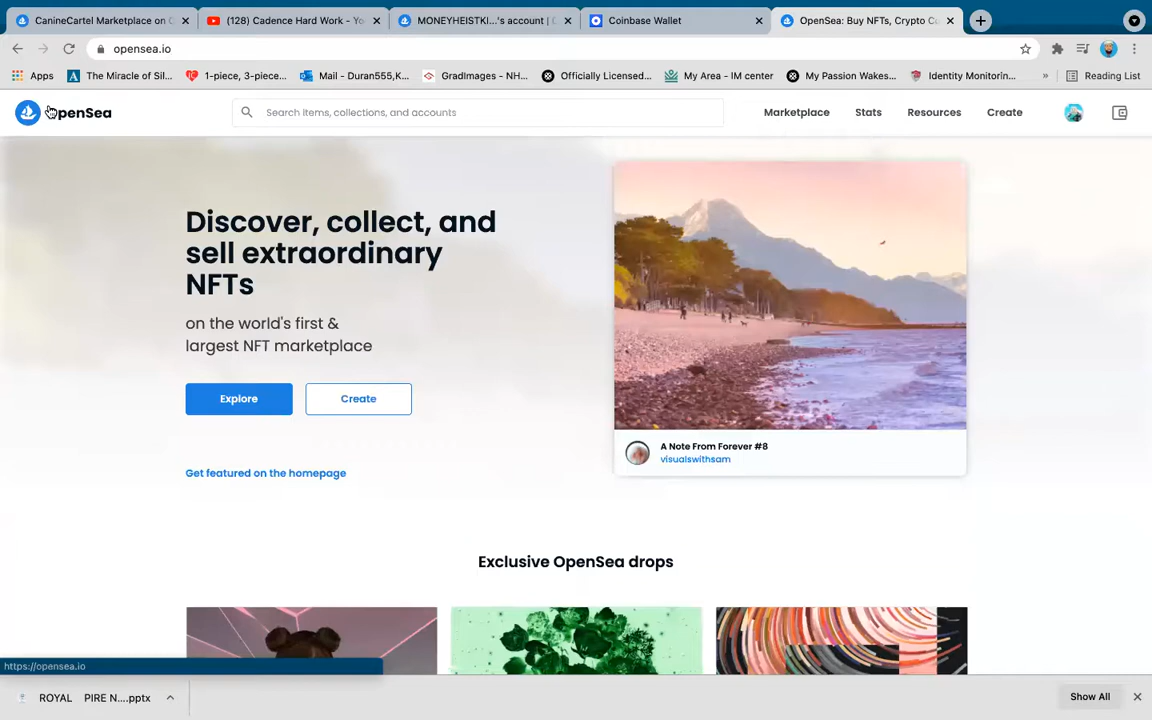 CanineCartel Marketplace on O
(128) Cadence Hard Work - Yo
MONEYHEISTKI...'s account | O
Coinbase Wallet
OpenSea: Buy NFTs, Crypto Co
opensea.io
Apps
The Miracle of Sil...
1-piece, 3-piece...
Mail - Duran555,K...
GradImages - NH...
Officially Licensed...
My Area - IM center
My Passion Wakes...
Identity Monitorin...
»
Reading List
OpenSea
Search items, collections, and accounts
Marketplace
Stats
Resources
Create
Discover, collect, and
sell extraordinary
NFTs
on the world's first &
largest NFT marketplace
Explore
Create
Get featured on the homepage
A Note From Forever #8
visualswithsam
Exclusive OpenSea drops
https://opensea.io
ROYAL PIRE N....pptx
Show All